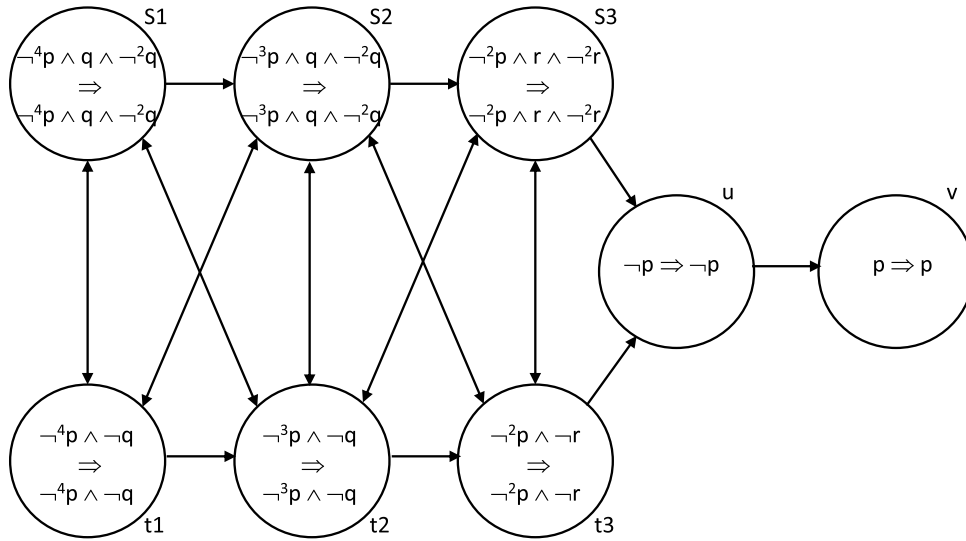 S1
¬⁴p ∧ q ∧ ¬²q
⇒
¬⁴p ∧ q ∧ ¬²q
S2
¬³p ∧ q ∧ ¬²q
⇒
¬³p ∧ q ∧ ¬²q
S3
¬²p ∧ r ∧ ¬²r
⇒
¬²p ∧ r ∧ ¬²r
u
¬p ⇒ ¬p
v
p ⇒ p
¬⁴p ∧ ¬q
⇒
¬⁴p ∧ ¬q
t1
¬³p ∧ ¬q
⇒
¬³p ∧ ¬q
t2
¬²p ∧ ¬r
⇒
¬²p ∧ ¬r
t3